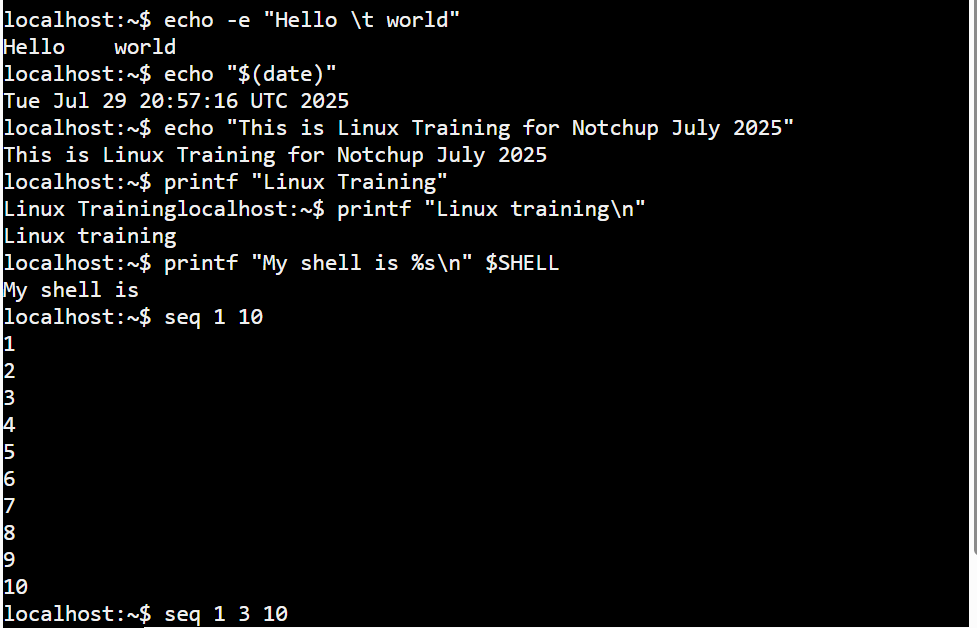 localhost:~$ echo -e "Hello \t world"
Hello    world
localhost:~$ echo "$(date)"
Tue Jul 29 20:57:16 UTC 2025
localhost:~$ echo "This is Linux Training for Notchup July 2025"
This is Linux Training for Notchup July 2025
localhost:~$ printf "Linux Training"
Linux Traininglocalhost:~$ printf "Linux training\n"
Linux training
localhost:~$ printf "My shell is %s\n" $SHELL
My shell is
localhost:~$ seq 1 10
1
2
3
4
5
6
7
8
9
10
localhost:~$ seq 1 3 10